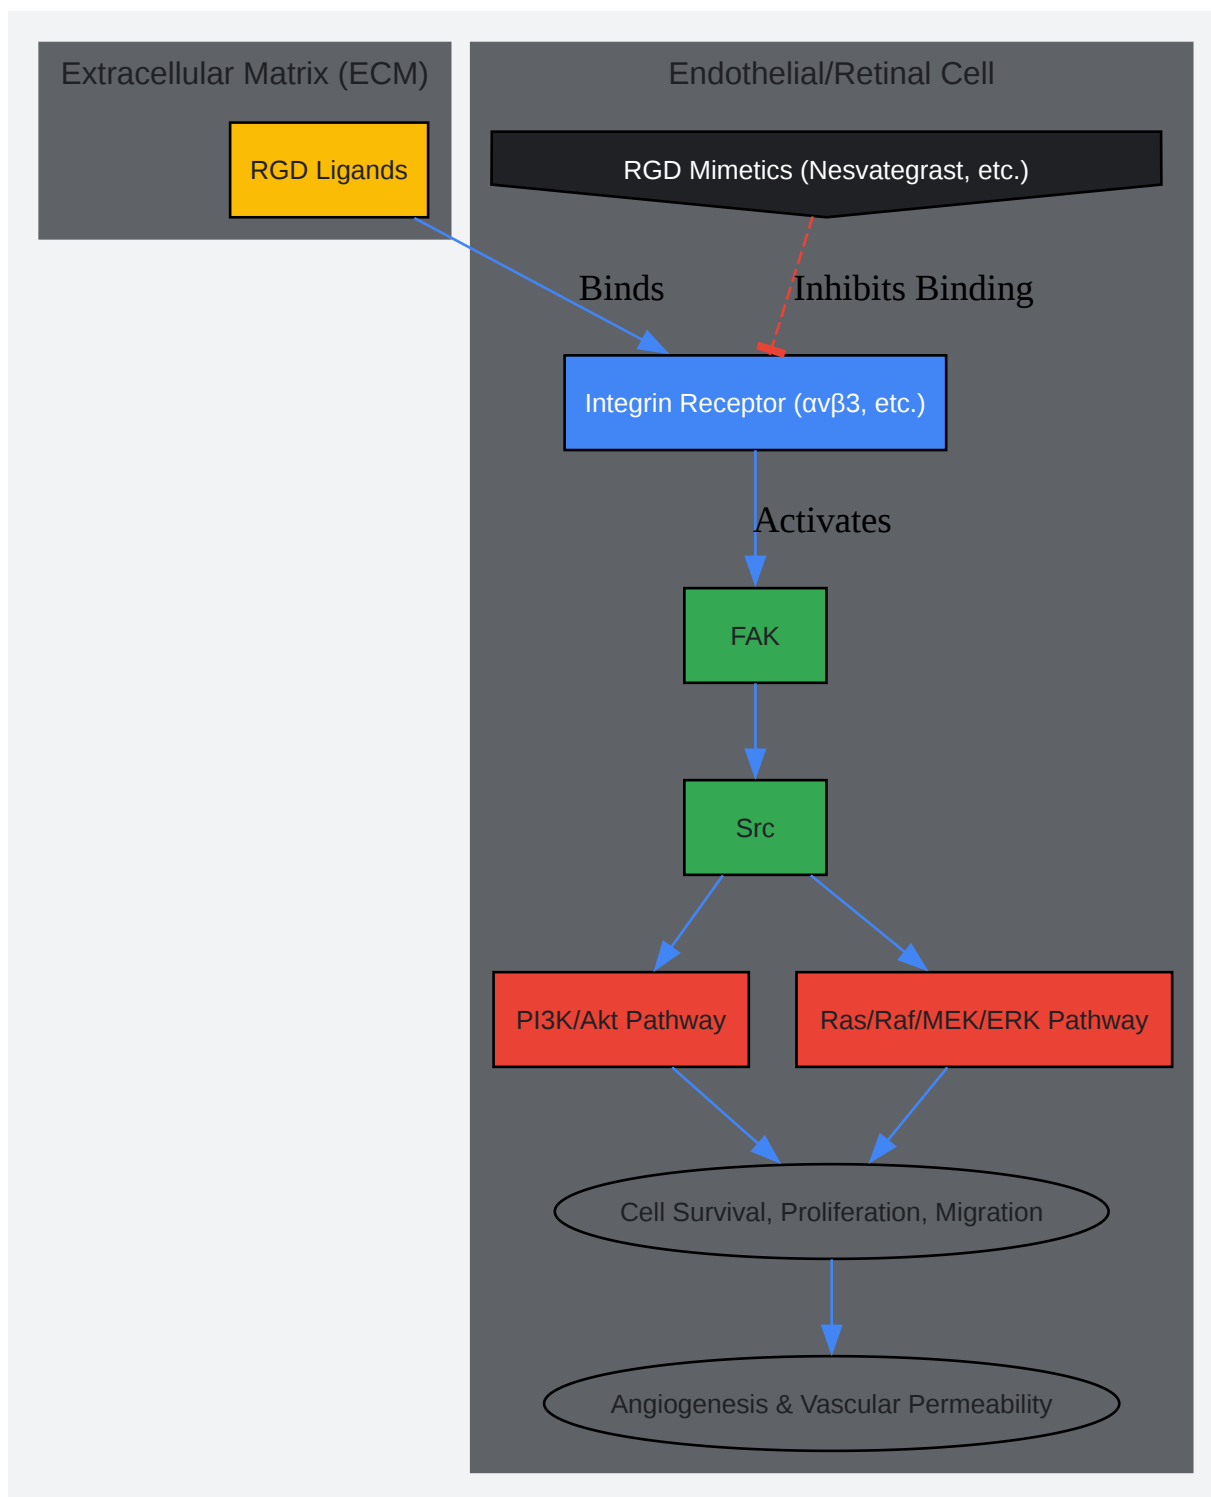 Extracellular Matrix (ECM)
Endothelial/Retinal Cell
RGD Ligands
RGD Mimetics (Nesvategrast, etc.)
Binds
Inhibits Binding
Integrin Receptor (αvβ3, etc.)
Activates
FAK
Src
PI3K/Akt Pathway
Ras/Raf/MEK/ERK Pathway
Cell Survival, Proliferation, Migration
Angiogenesis & Vascular Permeability